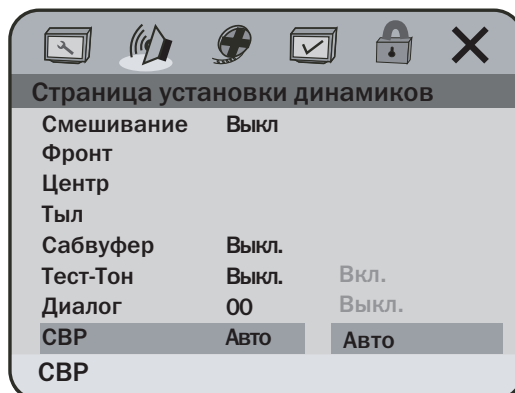 Страница установки динамиков
Смешивание Выкл
Фронт
Центр
Тыл
Сабвуфер Выкл.
Тест-Тон Выкл. Вкл.
Диалог 00 Выкл.
СВР Авто Авто
СВР